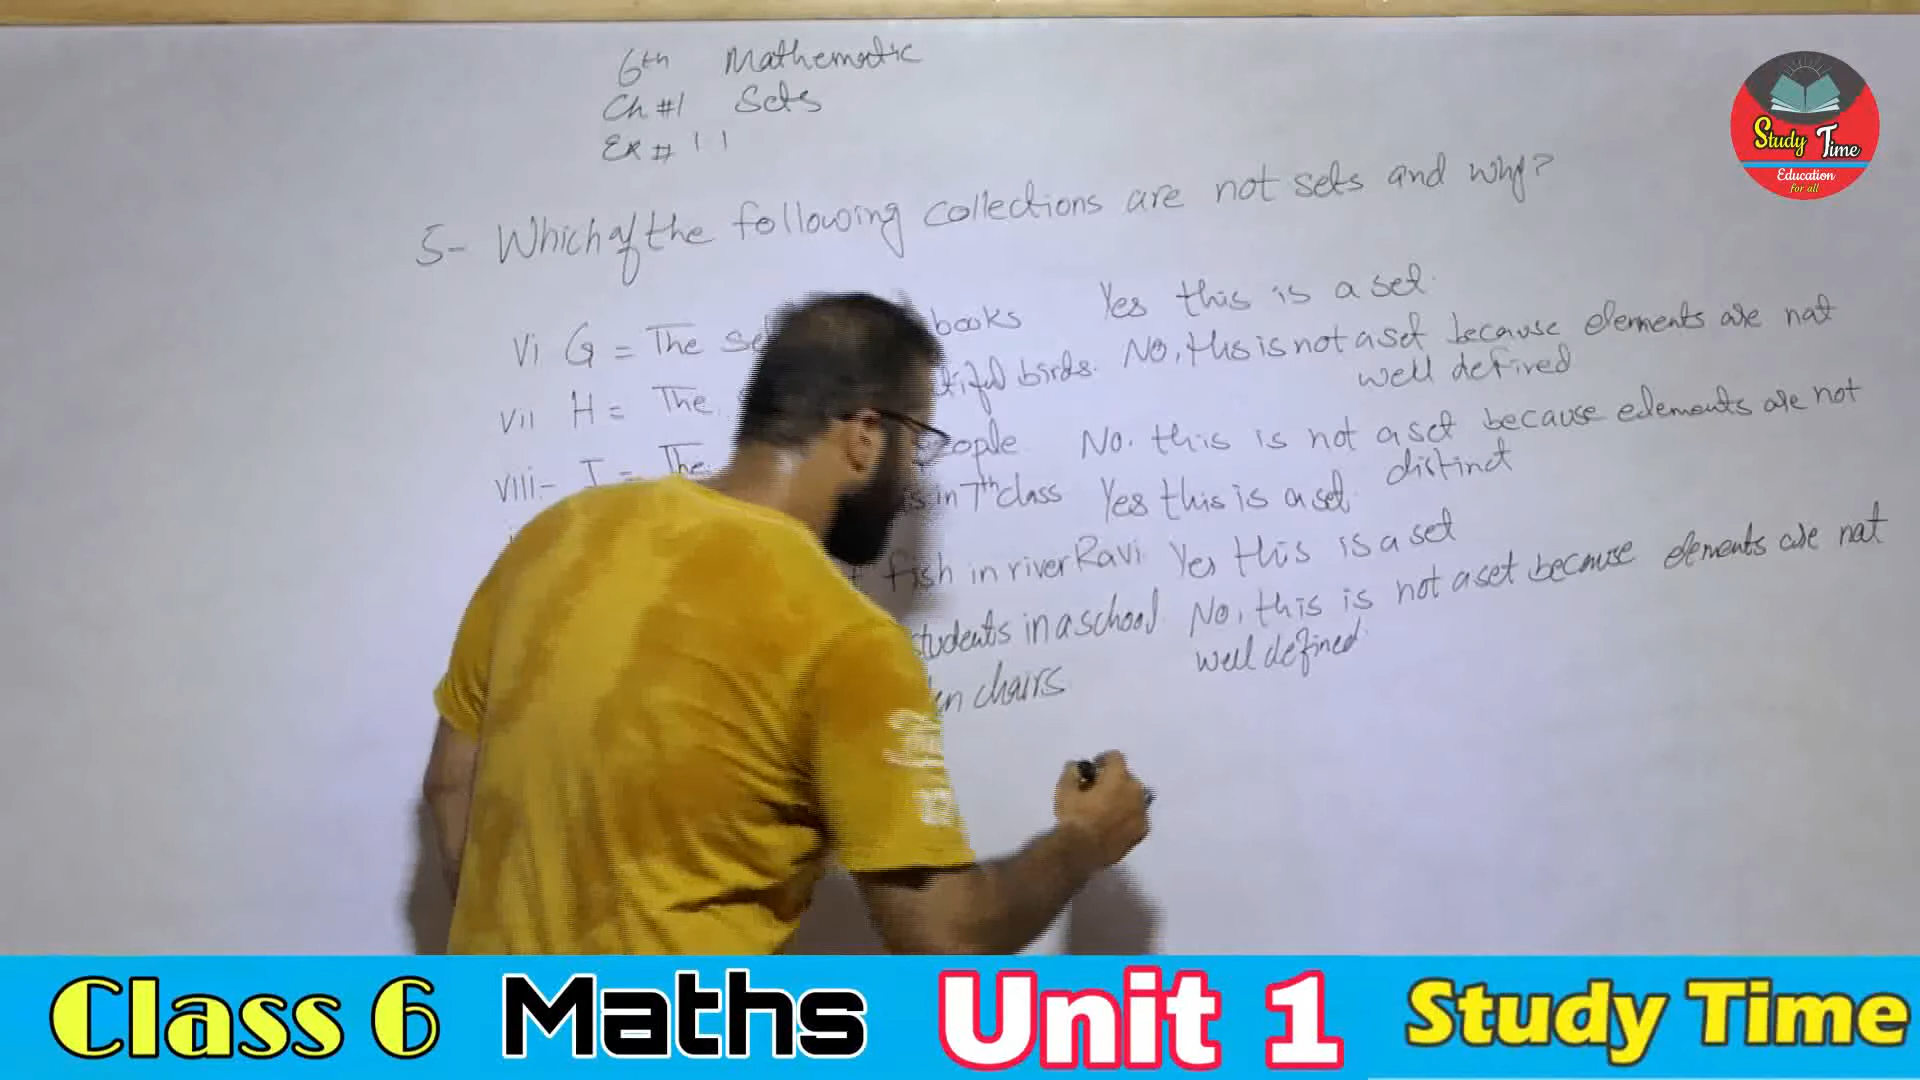 6th Mathematic
Ch #1 Sets
Ex # 1 1
Study Time
Education
for all
5- Which of the following collections are not sets and why?
vi G = The se books Yes this is a set.
vii H = The tiful birds. No, this is not a set because elements are not
well defined
viii- I = The eople No. this is not a set because elements are not
distinct
s in 7th class Yes this is a set.
fish in river Ravi Yes this is a set
students in a school No, this is not a set because elements are not
well defined.
en chairs
Class 6 Maths Unit 1 Study Time